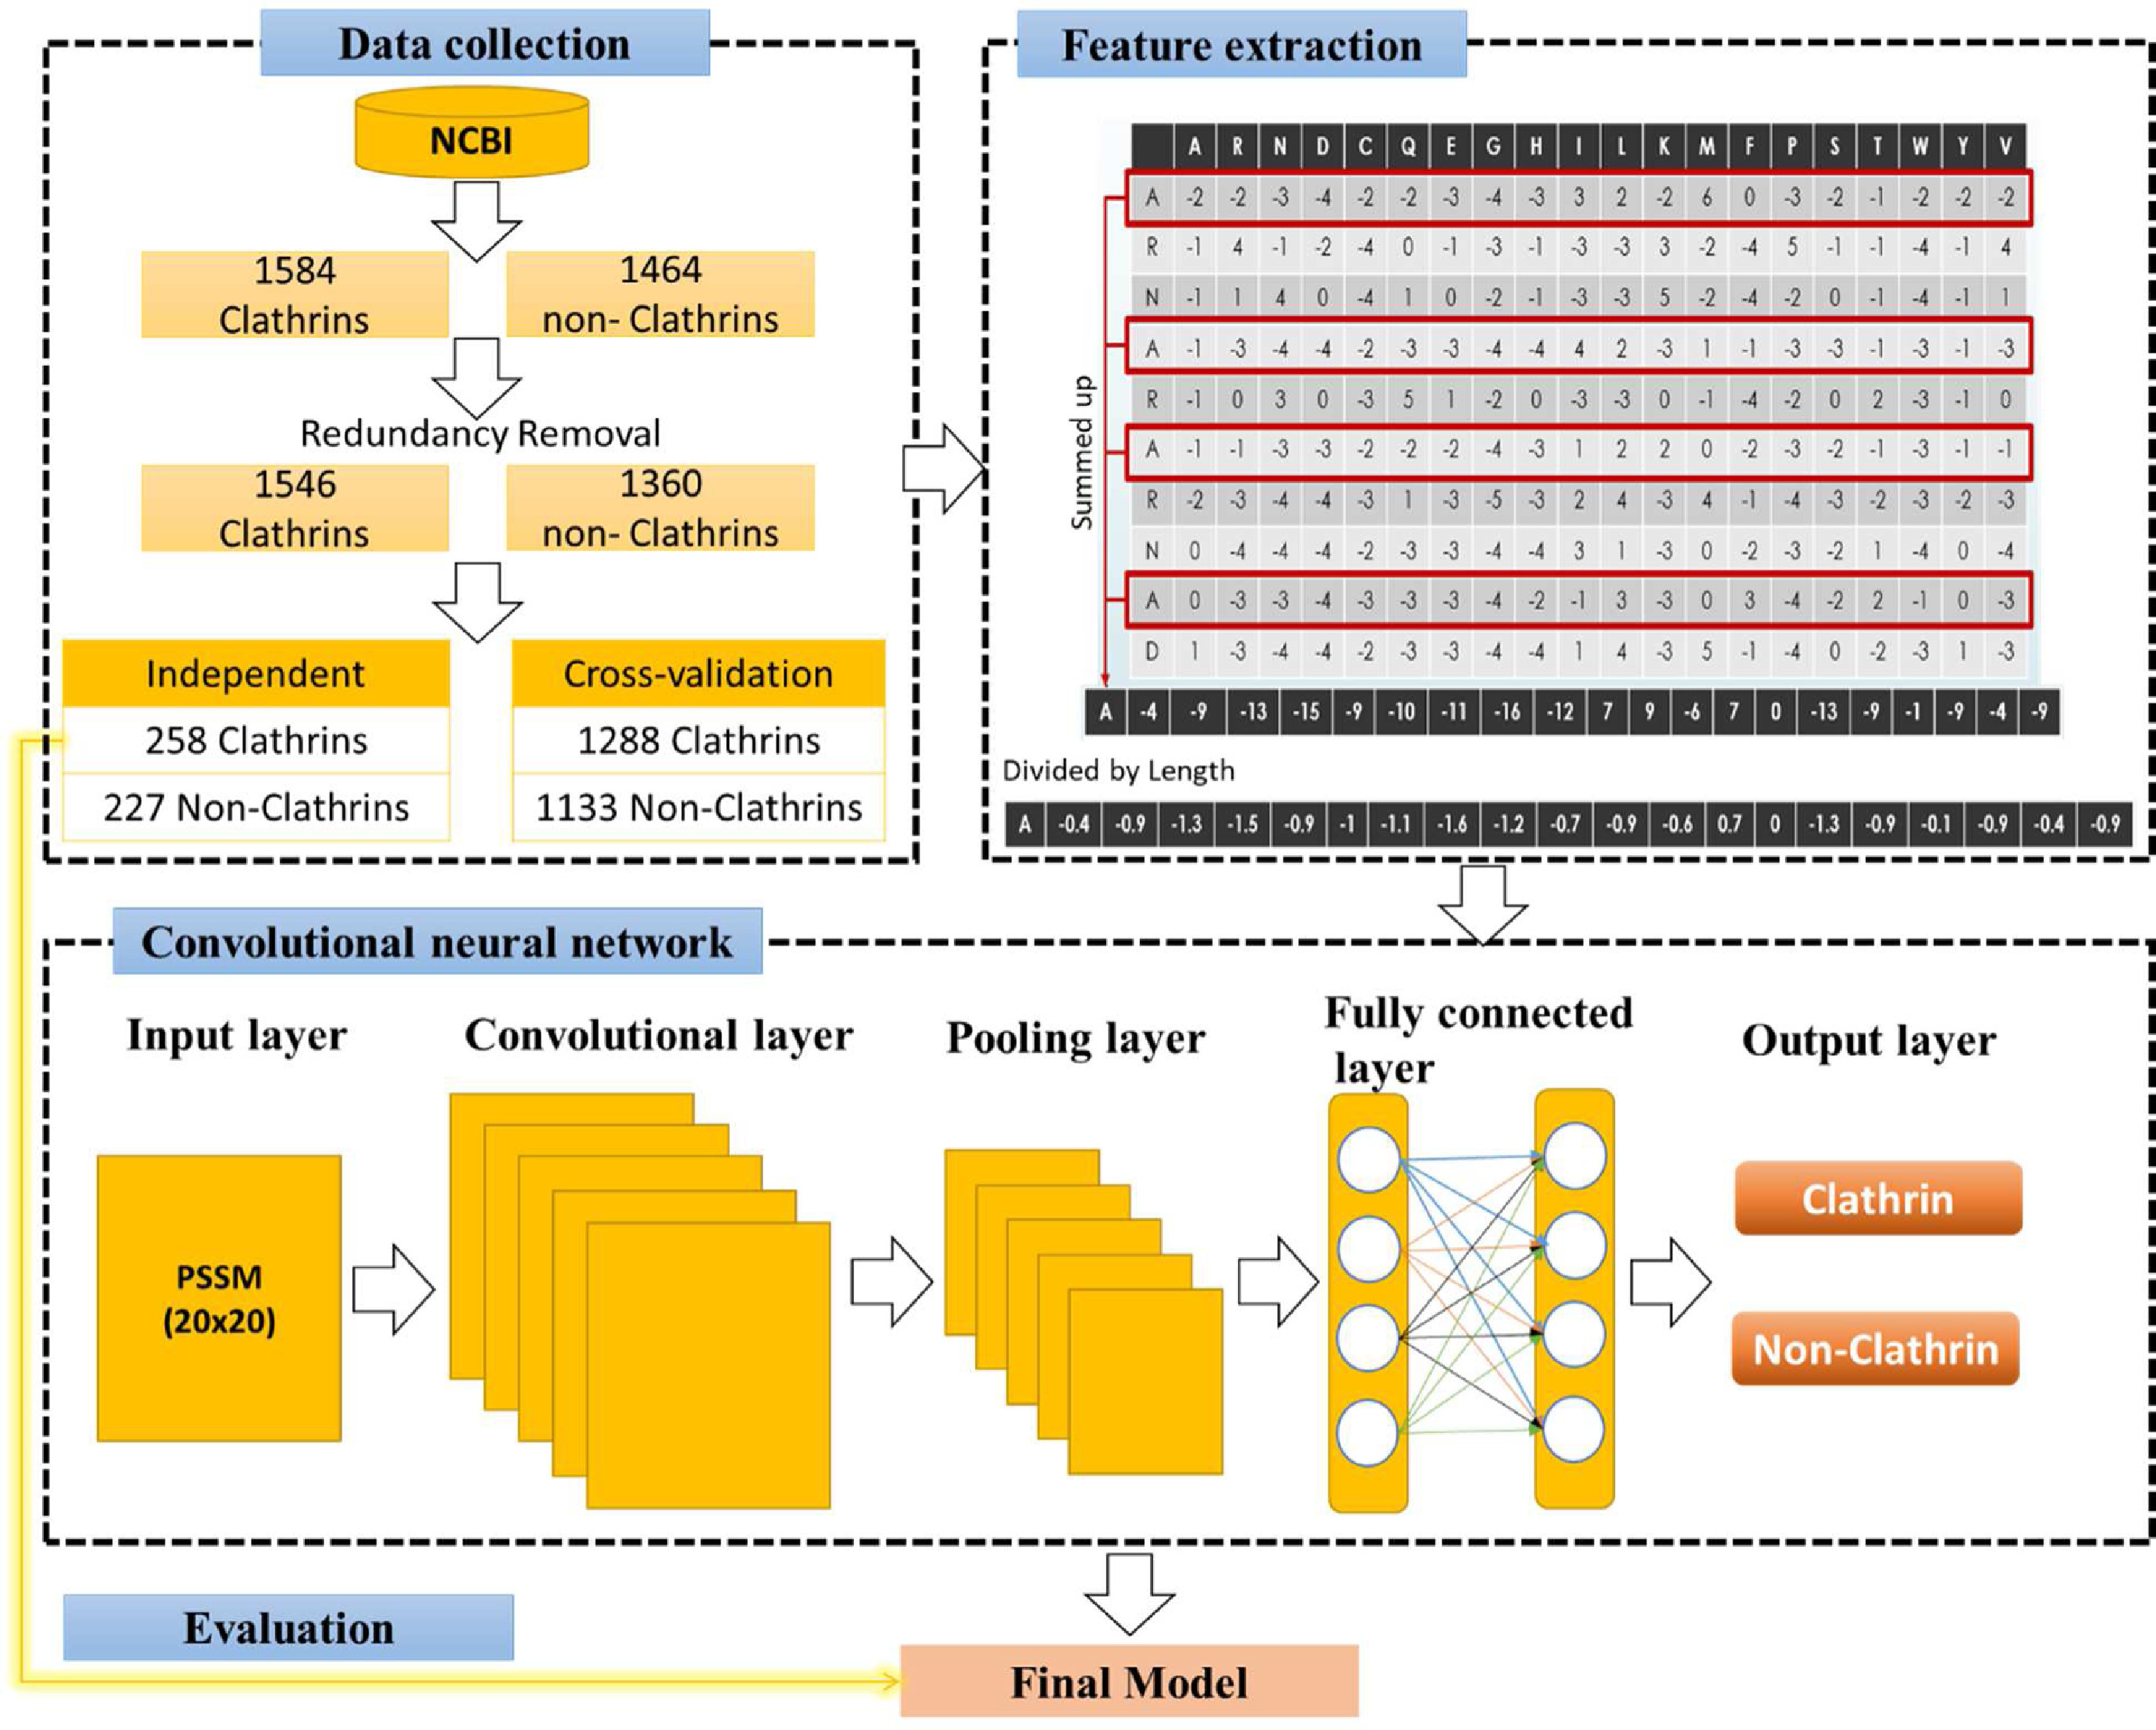 Data collection
NCBI
1584
Clathrins
1464
non- Clathrins
Redundancy Removal
1546
Clathrins
1360
non- Clathrins
Independent
258 Clathrins
227 Non-Clathrins
Cross-validation
1288 Clathrins
1133 Non-Clathrins
Feature extraction
A R N D C Q E G H I L K M F P S T W Y V
A -2 -2 -3 -4 -2 -2 -3 -4 -3 3 2 -2 6 0 -3 -2 -1 -2 -2 -2
R -1 4 -1 -2 -4 0 -1 -3 -1 -3 -3 3 -2 -4 5 -1 -1 -4 -1 4
N -1 1 4 0 -4 1 0 -2 -1 -3 -3 5 -2 -4 -2 0 -1 -4 -1 1
A -1 -3 -4 -4 -2 -3 -3 -4 -4 4 2 -3 1 -1 -3 -3 -1 -3 -1 -3
R -1 0 3 0 -3 5 1 -2 0 -3 -3 0 -1 -4 -2 0 2 -3 -1 0
A -1 -1 -3 -3 -2 -2 -2 -4 -3 1 2 2 0 -2 -3 -2 -1 -3 -1 -1
R -2 -3 -4 -4 -3 1 -3 -5 -3 2 4 -3 4 -1 -4 -3 -2 -3 -2 -3
N 0 -4 -4 -4 -2 -3 -3 -4 -4 3 1 -3 0 -2 -3 -2 1 -4 0 -4
A 0 -3 -3 -4 -3 -3 -3 -4 -2 -1 3 -3 0 3 -4 -2 2 -1 0 -3
D 1 -3 -4 -4 -2 -3 -3 -4 -4 1 4 -3 5 -1 -4 0 -2 -3 1 -3
Summed up
A -4 -9 -13 -15 -9 -10 -11 -16 -12 7 9 -6 7 0 -13 -9 -1 -9 -4 -9
Divided by Length
A -0.4 -0.9 -1.3 -1.5 -0.9 -1 -1.1 -1.6 -1.2 -0.7 -0.9 -0.6 0.7 0 -1.3 -0.9 -0.1 -0.9 -0.4 -0.9
Convolutional neural network
Input layer
Convolutional layer
Pooling layer
Fully connected
layer
Output layer
PSSM
(20x20)
Clathrin
Non-Clathrin
Evaluation
Final Model